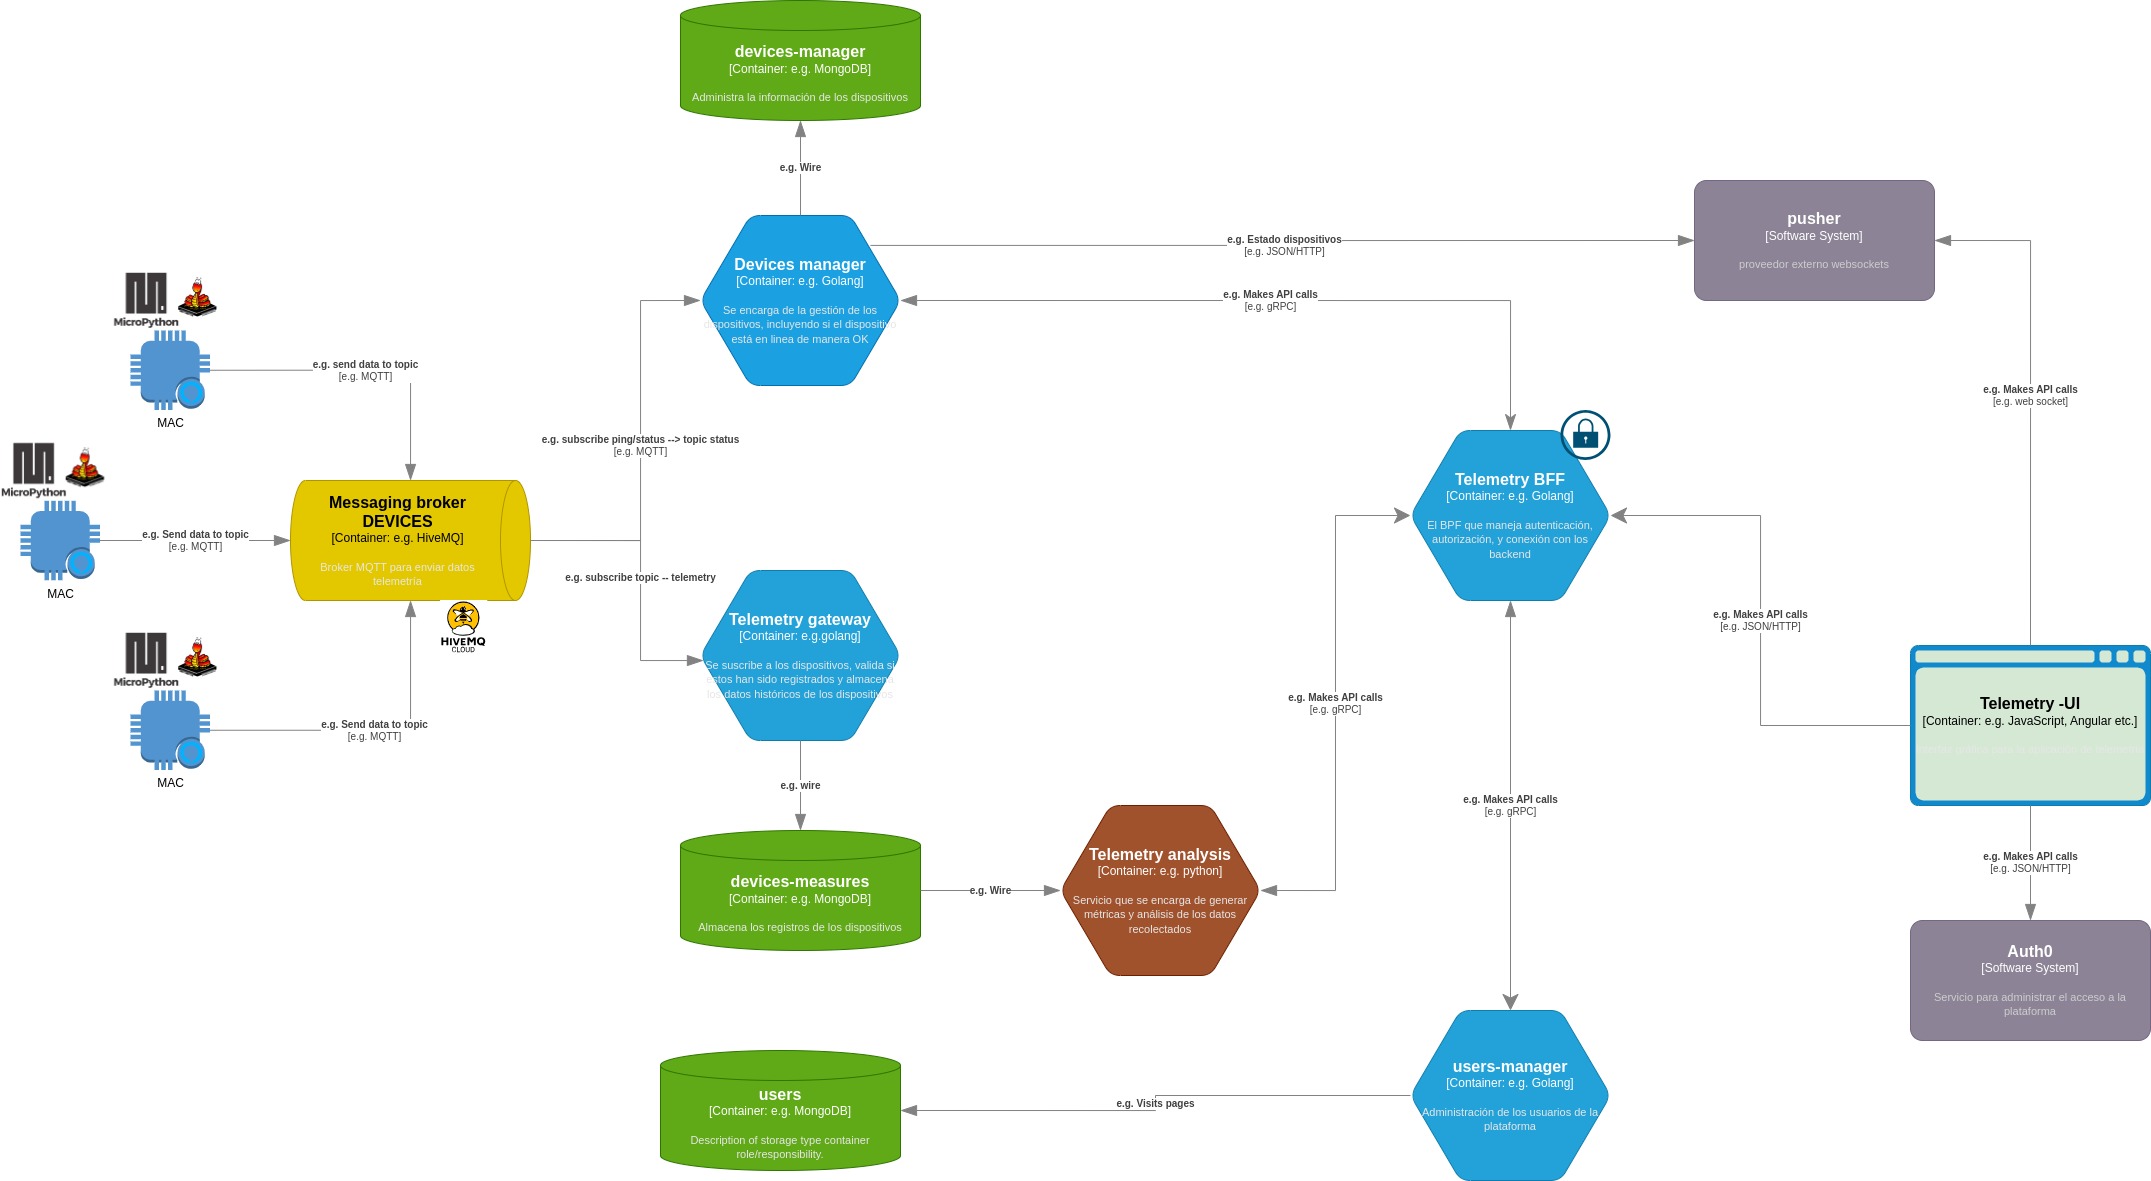 devices-manager
[Container: e.g. MongoDB]
Administra la información de los dispositivos
e.g. Wire
Devices manager
[Container: e.g. Golang]
Se encarga de la gestión de los
dispositivos, incluyendo si el dispositivo
está en linea de manera OK
e.g. Estado dispositivos
[e.g. JSON/HTTP]
e.g. Makes API calls
[e.g. gRPC]
pusher
[Software System]
proveedor externo websockets
e.g. Makes API calls
[e.g. web socket]
MicroPython
MAC
e.g. send data to topic
[e.g. MQTT]
MicroPython
MAC
e.g. Send data to topic
[e.g. MQTT]
MicroPython
MAC
e.g. Send data to topic
[e.g. MQTT]
Messaging broker
DEVICES
[Container: e.g. HiveMQ]
Broker MQTT para enviar datos
telemetría
HIVEMQ
CLOUD
e.g. subscribe ping/status --> topic status
[e.g. MQTT]
e.g. subscribe topic -- telemetry
Telemetry gateway
[Container: e.g.golang]
Se suscribe a los dispositivos, valida si
estos han sido registrados y almacena
los datos históricos de los dispositivos
e.g. wire
devices-measures
[Container: e.g. MongoDB]
Almacena los registros de los dispositivos
e.g. Wire
Telemetry analysis
[Container: e.g. python]
Servicio que se encarga de generar
métricas y análisis de los datos
recolectados
e.g. Makes API calls
[e.g. gRPC]
Telemetry BFF
[Container: e.g. Golang]
El BPF que maneja autenticación,
autorización, y conexión con los
backend
e.g. Makes API calls
[e.g. JSON/HTTP]
e.g. Makes API calls
[e.g. gRPC]
Telemetry -UI
[Container: e.g. JavaScript, Angular etc.]
e.g. Makes API calls
[e.g. JSON/HTTP]
Auth0
[Software System]
Servicio para administrar el acceso a la
plataforma
users-manager
[Container: e.g. Golang]
Administración de los usuarios de la
plataforma
e.g. Visits pages
users
[Container: e.g. MongoDB]
Description of storage type container
role/responsibility.